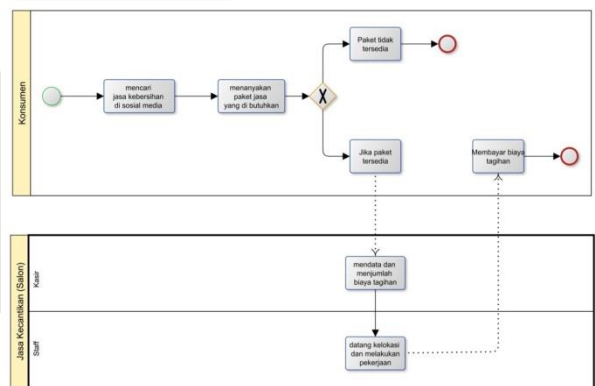 Konsumen
mencari
jasa kebersihan
di sosial media
menanyakan
paket jasa
yang di butuhkan
X
Paket tidak
tersedia
Jika paket
tersedia
Membayar biaya
tagihan
Jasa Kecantikan (Salon)
Kasir
mendata dan
menjumlah
biaya tagihan
Staff
datang kelokasi
dan melakukan
pekerjaan